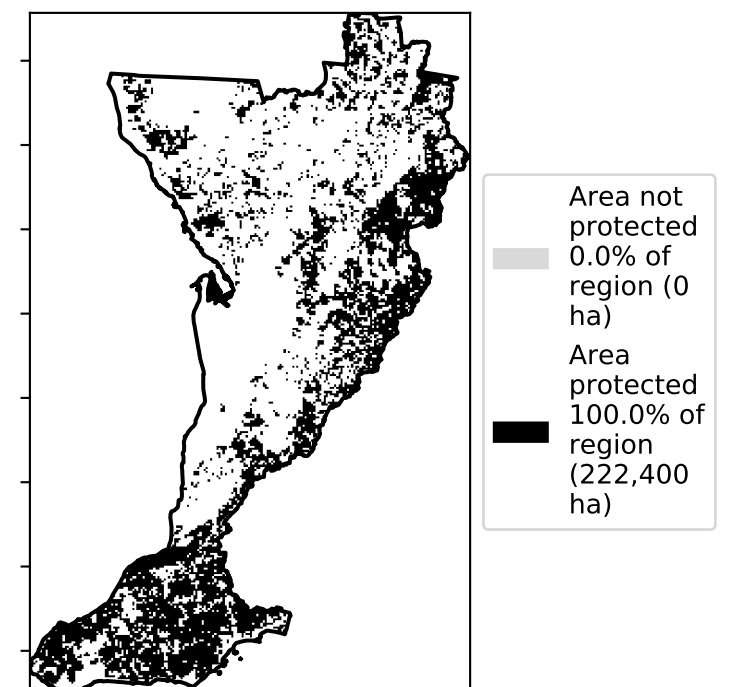 Area not
protected
0.0% of
region (0
ha)
Area
protected
100.0% of
region
(222,400
ha)